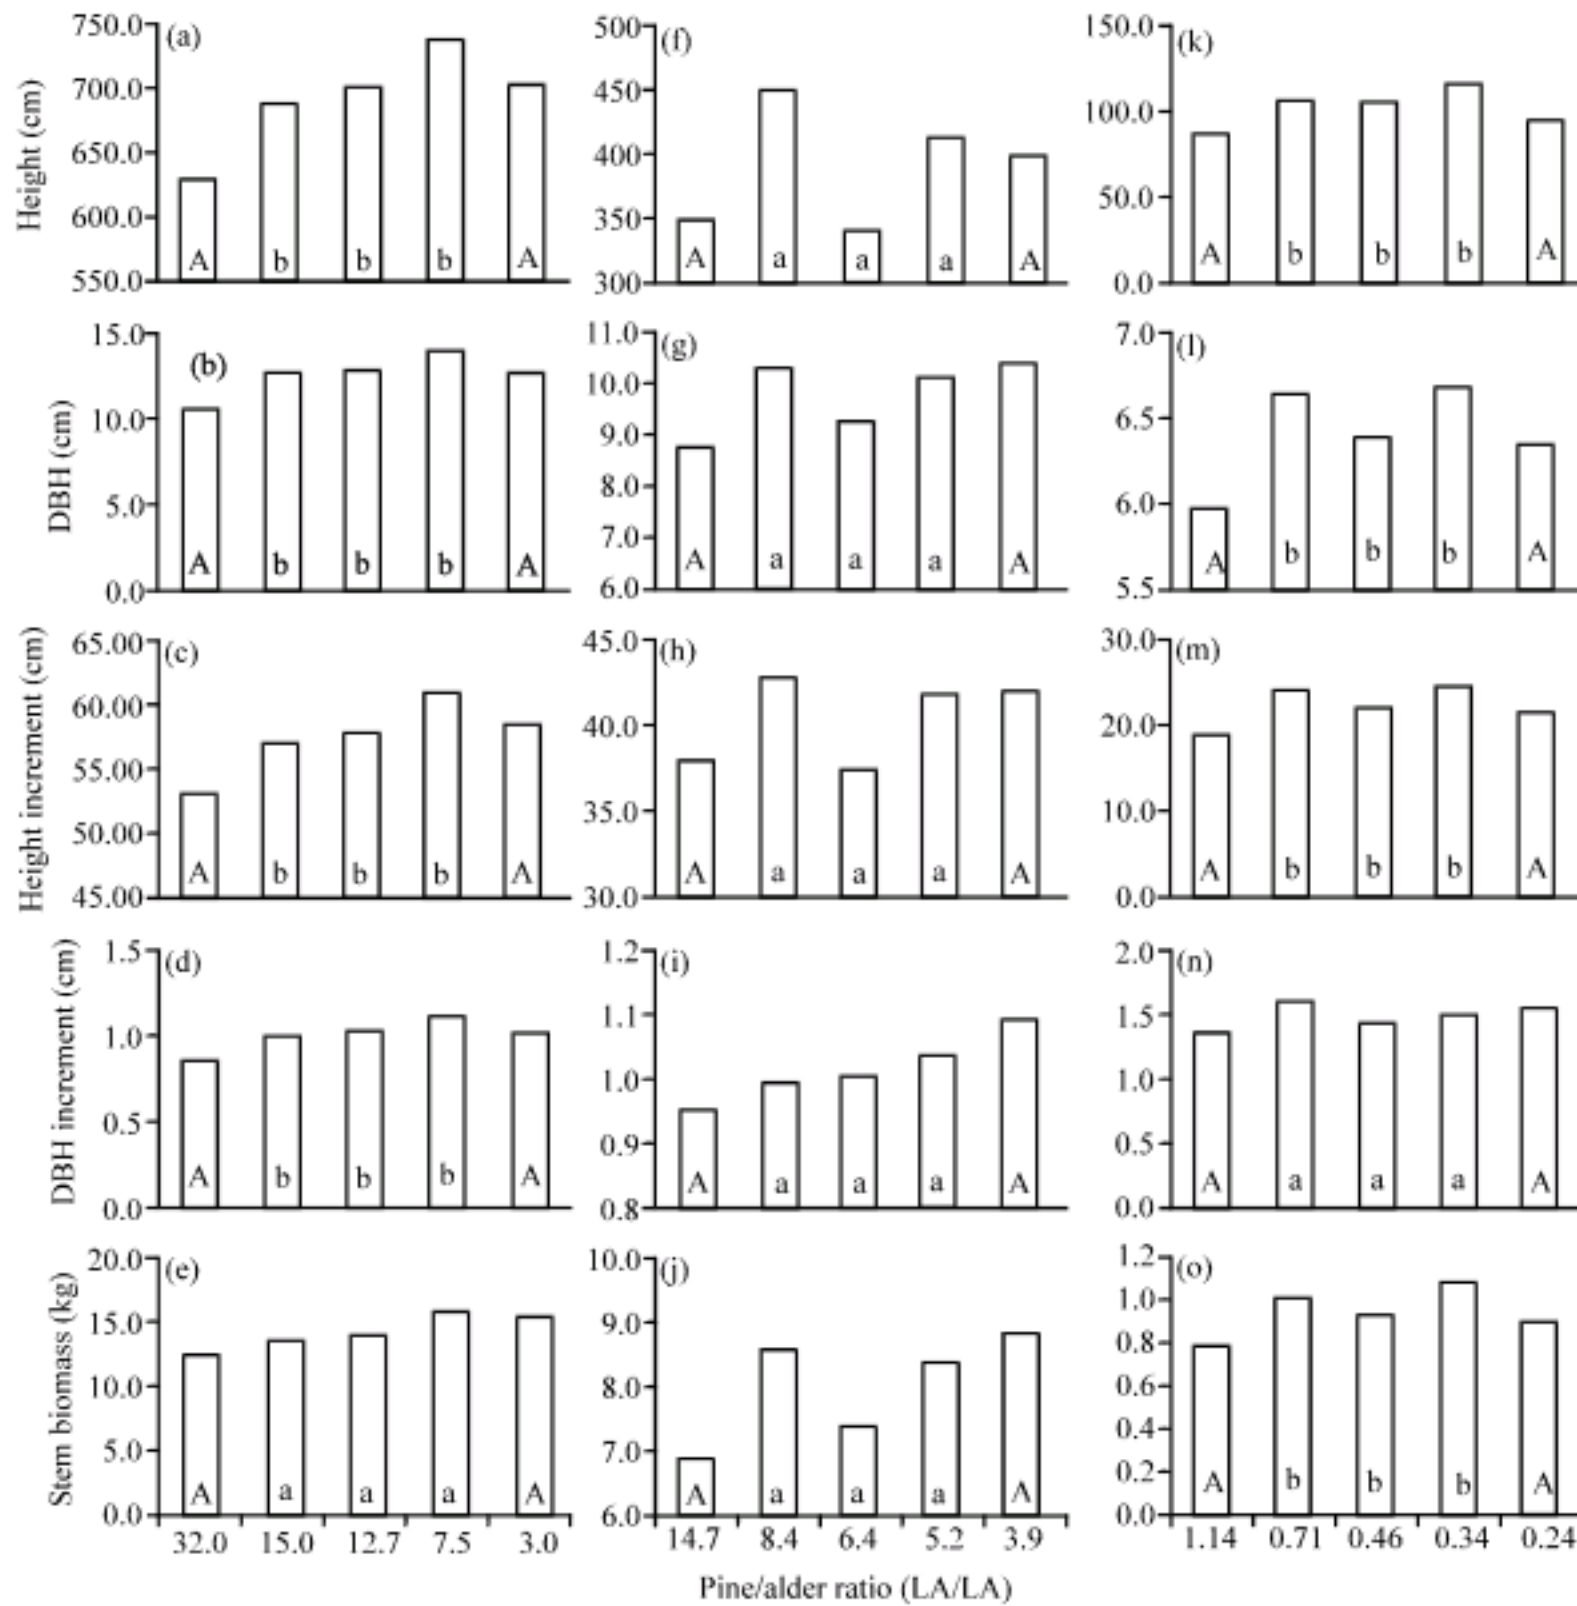 Height (cm)
750.0
700.0
650.0
600.0
550.0
(a)
A
b
b
b
A
500
450
400
350
300
(f)
A
a
a
a
A
150.0
100.0
50.0
0.0
(k)
A
b
b
b
A
DBH (cm)
15.0
10.0
5.0
0.0
(b)
A
b
b
b
A
11.0
10.0
9.0
8.0
7.0
6.0
(g)
A
a
a
a
A
7.0
6.5
6.0
5.5
(l)
A
b
b
b
A
Height increment (cm)
65.00
60.00
55.00
50.00
45.00
(c)
A
b
b
b
A
45.0
40.0
35.0
30.0
(h)
A
a
a
a
A
30.0
20.0
10.0
0.0
(m)
A
b
b
b
A
DBH increment (cm)
1.5
1.0
0.5
0.0
(d)
A
b
b
b
A
1.2
1.1
1.0
0.9
0.8
(i)
A
a
a
a
A
2.0
1.5
1.0
0.5
0.0
(n)
A
a
a
a
A
Stem biomass (kg)
20.0
15.0
10.0
5.0
0.0
(e)
A
a
a
a
A
10.0
9.0
8.0
7.0
6.0
(j)
A
a
a
a
A
1.2
1.0
0.8
0.6
0.4
0.2
0.0
(o)
A
b
b
b
A
32.0 15.0 12.7 7.5 3.0
14.7 8.4 6.4 5.2 3.9
1.14 0.71 0.46 0.34 0.24
Pine/alder ratio (LA/LA)